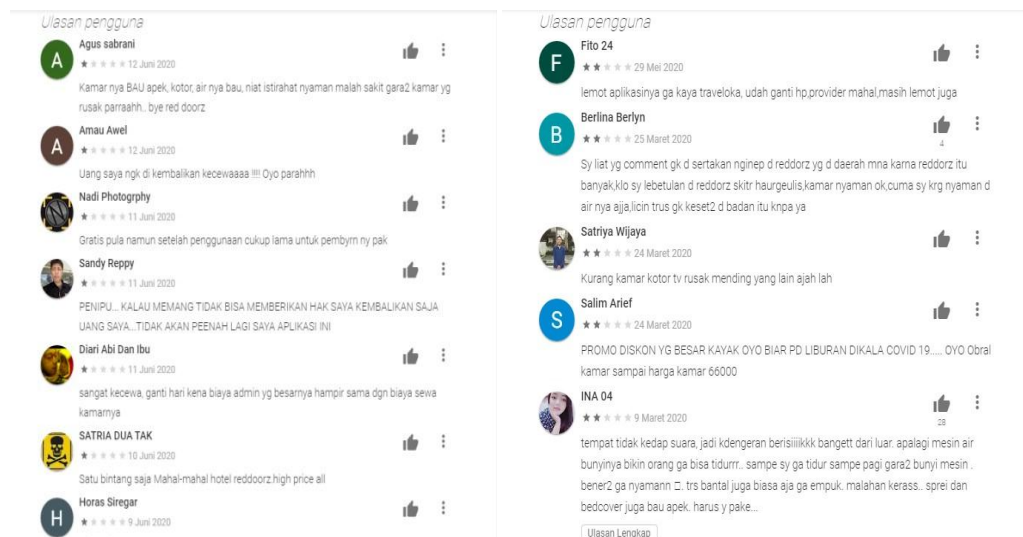 Ulasan pengguna
Agus sabrani
12 Juni 2020
Kamar nya BAU apek, kotor, air nya bau, niat istirahat nyaman malah sakit gara2 kamar yg
rusak parraahh.. bye red doorz
Amau Awel
12 Juni 2020
Uang saya ngk di kembalikan kecewaaaa !!!! Oyo parahhh
Nadi Photogrphy
11 Juni 2020
Gratis pula namun setelah penggunaan cukup lama untuk pembyrn ny pak
Sandy Reppy
11 Juni 2020
PENIPU... KALAU MEMANG TIDAK BISA MEMBERIKAN HAK SAYA KEMBALIKAN SAJA
UANG SAYA...TIDAK AKAN PEENAH LAGI SAYA APLIKASI INI
Diari Abi Dan Ibu
11 Juni 2020
sangat kecewa, ganti hari kena biaya admin yg besarnya hampir sama dgn biaya sewa
kamarnya
SATRIA DUA TAK
10 Juni 2020
Satu bintang saja Mahal-mahal hotel reddoorz.high price all
Horas Siregar
9 Juni 2020
Ulasan pengguna
Fito 24
29 Mei 2020
lemot aplikasinya ga kaya traveloka, udah ganti hp,provider mahal,masih lemot juga
Berlina Berlyn
25 Maret 2020
4
Sy liat yg comment gk d sertakan nginep d reddorz yg d daerah mna karna reddorz itu
banyak,klo sy lebetulan d reddorz skitr haurgeulis,kamar nyaman ok,cuma sy krg nyaman d
air nya ajja,licin trus gk keset2 d badan itu knpa ya
Satriya Wijaya
24 Maret 2020
Kurang kamar kotor tv rusak mending yang lain ajah lah
Salim Arief
24 Maret 2020
PROMO DISKON YG BESAR KAYAK OYO BIAR PD LIBURAN DIKALA COVID 19..... OYO Obral
kamar sampai harga kamar 66000
INA 04
9 Maret 2020
28
tempat tidak kedap suara, jadi kdengeran berisiiiikkk bangett dari luar. apalagi mesin air
bunyinya bikin orang ga bisa tidurrr.. sampe sy ga tidur sampe pagi gara2 bunyi mesin .
bener2 ga nyamann . trs bantal juga biasa aja ga empuk. malahan kerass.. sprei dan
bedcover juga bau apek. harus y pake...
Ulasan Lengkap